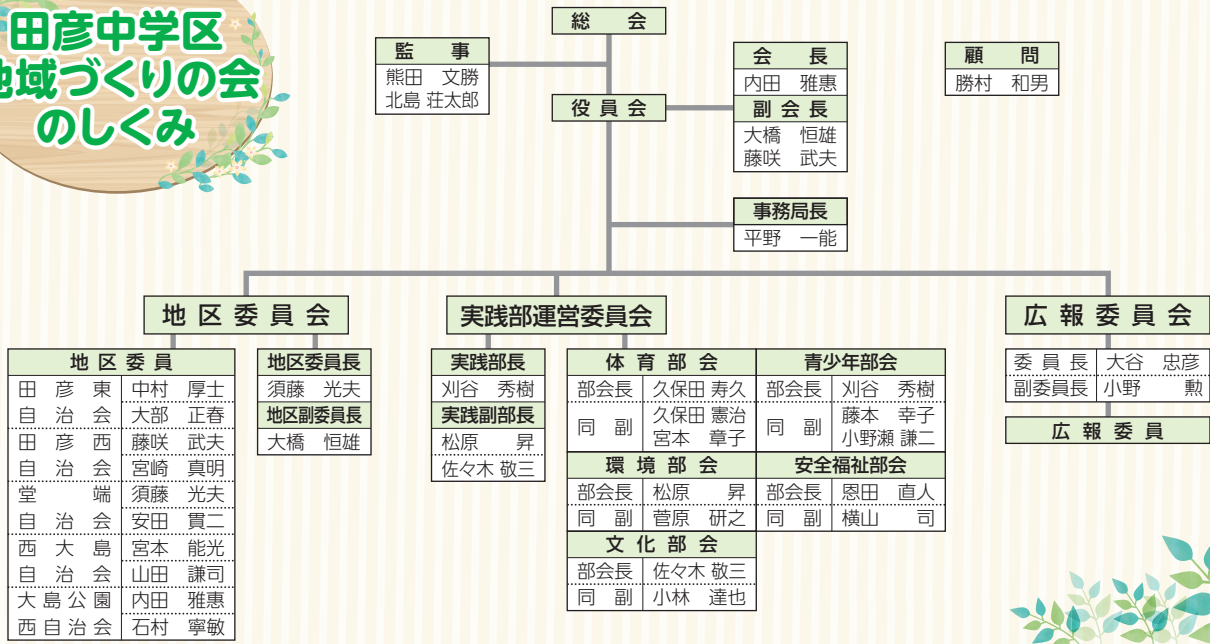 田彦中学区
地域づくりの会
のしくみ
総会
監事
熊田 文勝
北島 荘太郎
役員会
会長
内田 雅恵
副会長
大橋 恒雄
藤咲 武夫
顧問
勝村 和男
事務局長
平野 一能
地区委員会
地区委員
田彦東 中村 厚士
自治会 大部 正春
田彦西 藤咲 武夫
自治会 宮崎 真明
堂端 須藤 光夫
自治会 安田 貫二
西大島 宮本 能光
自治会 山田 謙司
大島公園 内田 雅恵
西自治会 石村 寧敏
地区委員長
須藤 光夫
地区副委員長
大橋 恒雄
実践部運営委員会
実践部長
刈谷 秀樹
実践副部長
松原 昇
佐々木 敬三
体育部会
部会長 久保田 寿久
同副 久保田 憲治
宮本 章子
青少年部会
部会長 刈谷 秀樹
同副 藤本 幸子
小野瀬 謙二
環境部会
部会長 松原 昇
同副 菅原 研之
安全福祉部会
部会長 恩田 直人
同副 横山 司
文化部会
部会長 佐々木 敬三
同副 小林 達也
広報委員会
委員長 大谷 忠彦
副委員長 小野 勲
広報委員